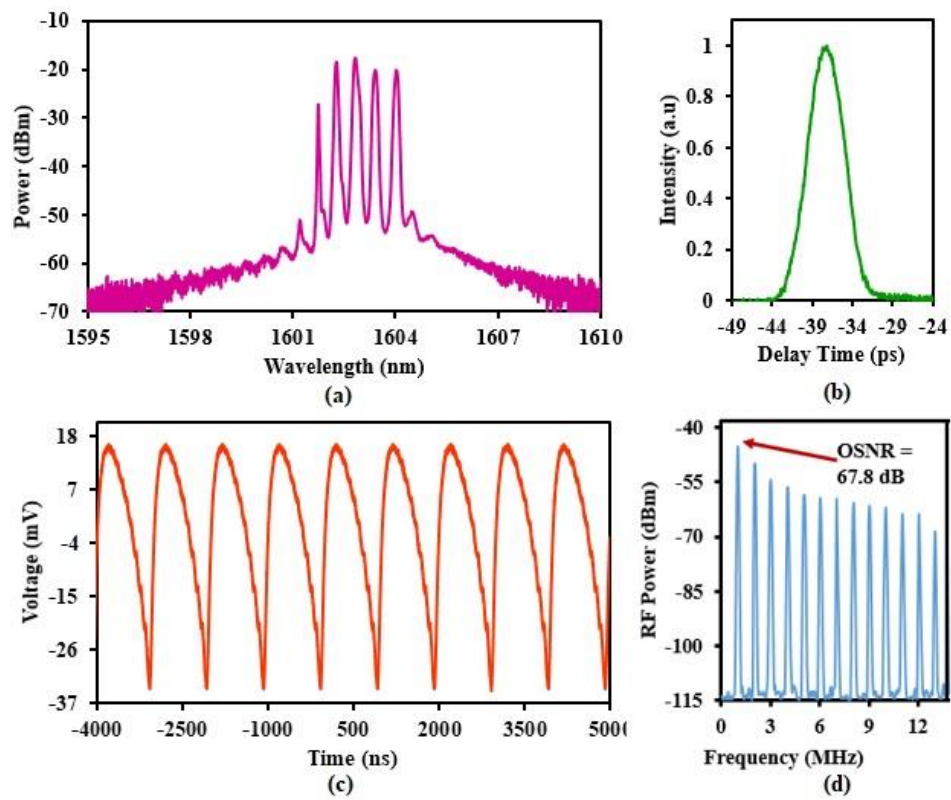 -10
-20
-30
-40
-50
-60
-70
Power (dBm)
1595 1598 1601 1604 1607 1610
Wavelength (nm)
(a)
1
0.8
0.6
0.4
0.2
0
Intensity (a.u)
-49 -44 -39 -34 -29 -24
Delay Time (ps)
(b)
18
7
-4
-15
-26
-37
Voltage (mV)
-4000 -2500 -1000 500 2000 3500 5000
Time (ns)
(c)
-40
-55
-70
-85
-100
-115
RF Power (dBm)
OSNR =
67.8 dB
0 3 6 9 12
Frequency (MHz)
(d)